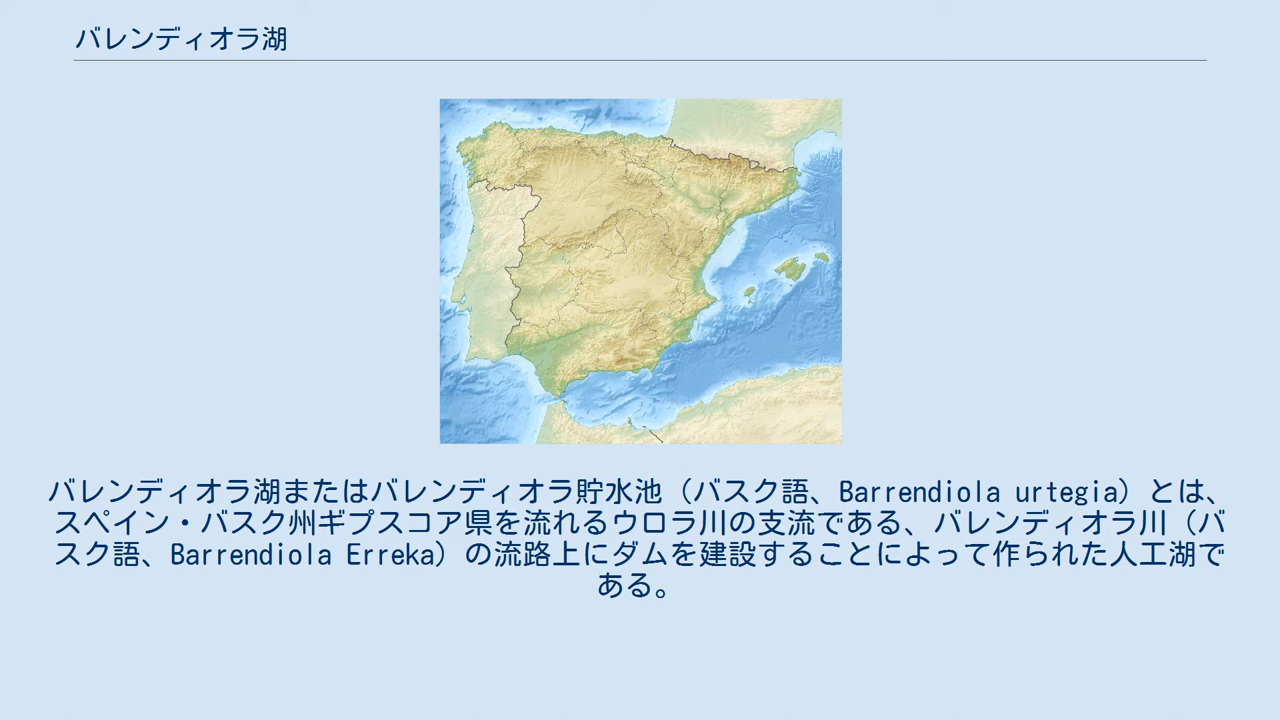 バレンディオラ湖
バレンディオラ湖またはバレンディオラ貯水池（バスク語、Barrendiola urtegia）とは、
スペイン・バスク州ギプスコア県を流れるウロラ川の支流である、バレンディオラ川（バ
スク語、Barrendiola Erreka）の流路上にダムを建設することによって作られた人工湖で
ある。